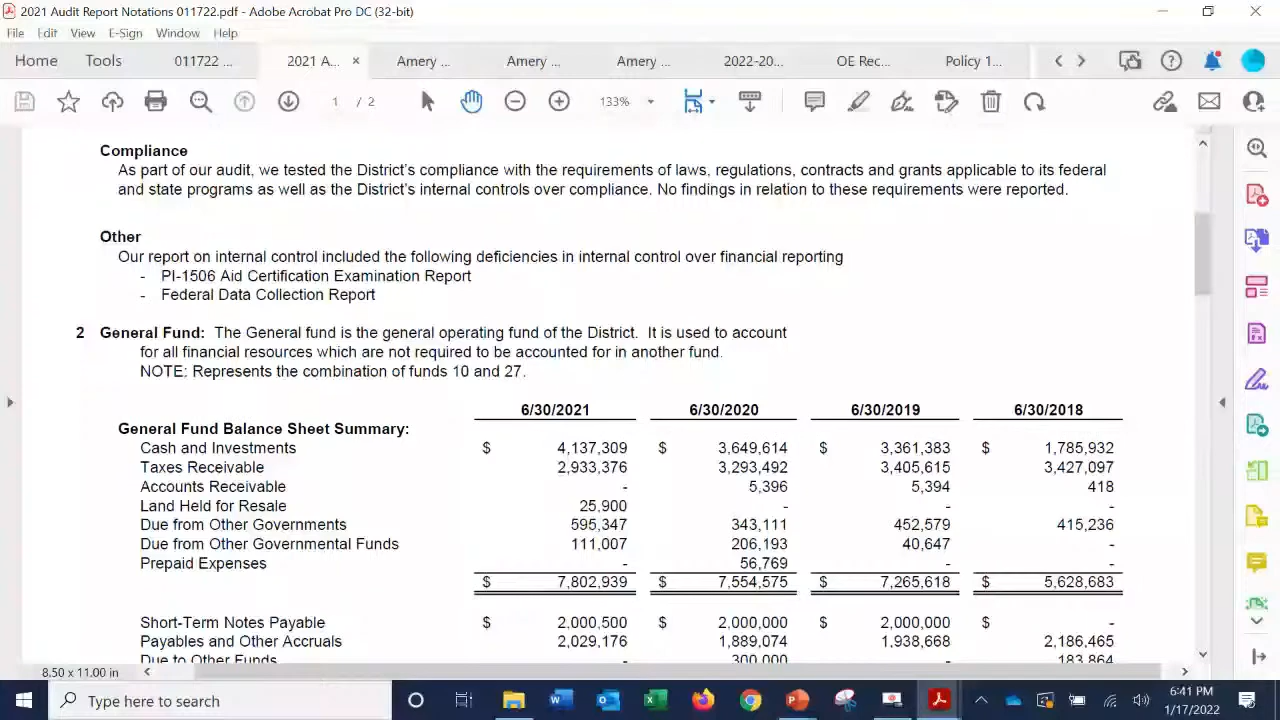 2021 Audit Report Notations 011722.pdf - Adobe Acrobat Pro DC (32-bit)
File Edit View E-Sign Window Help
Home Tools 011722 ... 2021 A... × Amery ... Amery ... Amery ... 2022-20... OE Rec... Policy 1...
1 / 2 133%
Compliance
As part of our audit, we tested the District's compliance with the requirements of laws, regulations, contracts and grants applicable to its federal
and state programs as well as the District's internal controls over compliance. No findings in relation to these requirements were reported.
Other
Our report on internal control included the following deficiencies in internal control over financial reporting
- PI-1506 Aid Certification Examination Report
- Federal Data Collection Report
2 General Fund: The General fund is the general operating fund of the District. It is used to account
for all financial resources which are not required to be accounted for in another fund.
NOTE: Represents the combination of funds 10 and 27.
6/30/2021 6/30/2020 6/30/2019 6/30/2018
General Fund Balance Sheet Summary:
Cash and Investments $ 4,137,309 $ 3,649,614 $ 3,361,383 $ 1,785,932
Taxes Receivable 2,933,376 3,293,492 3,405,615 3,427,097
Accounts Receivable - 5,396 5,394 418
Land Held for Resale 25,900 - - -
Due from Other Governments 595,347 343,111 452,579 415,236
Due from Other Governmental Funds 111,007 206,193 40,647 -
Prepaid Expenses - 56,769 - -
$ 7,802,939 $ 7,554,575 $ 7,265,618 $ 5,628,683
Short-Term Notes Payable $ 2,000,500 $ 2,000,000 $ 2,000,000 $ -
Payables and Other Accruals 2,029,176 1,889,074 1,938,668 2,186,465
Due to Other Funds - 300,000 - 183,864
8.50 x 11.00 in
Type here to search
6:41 PM
1/17/2022